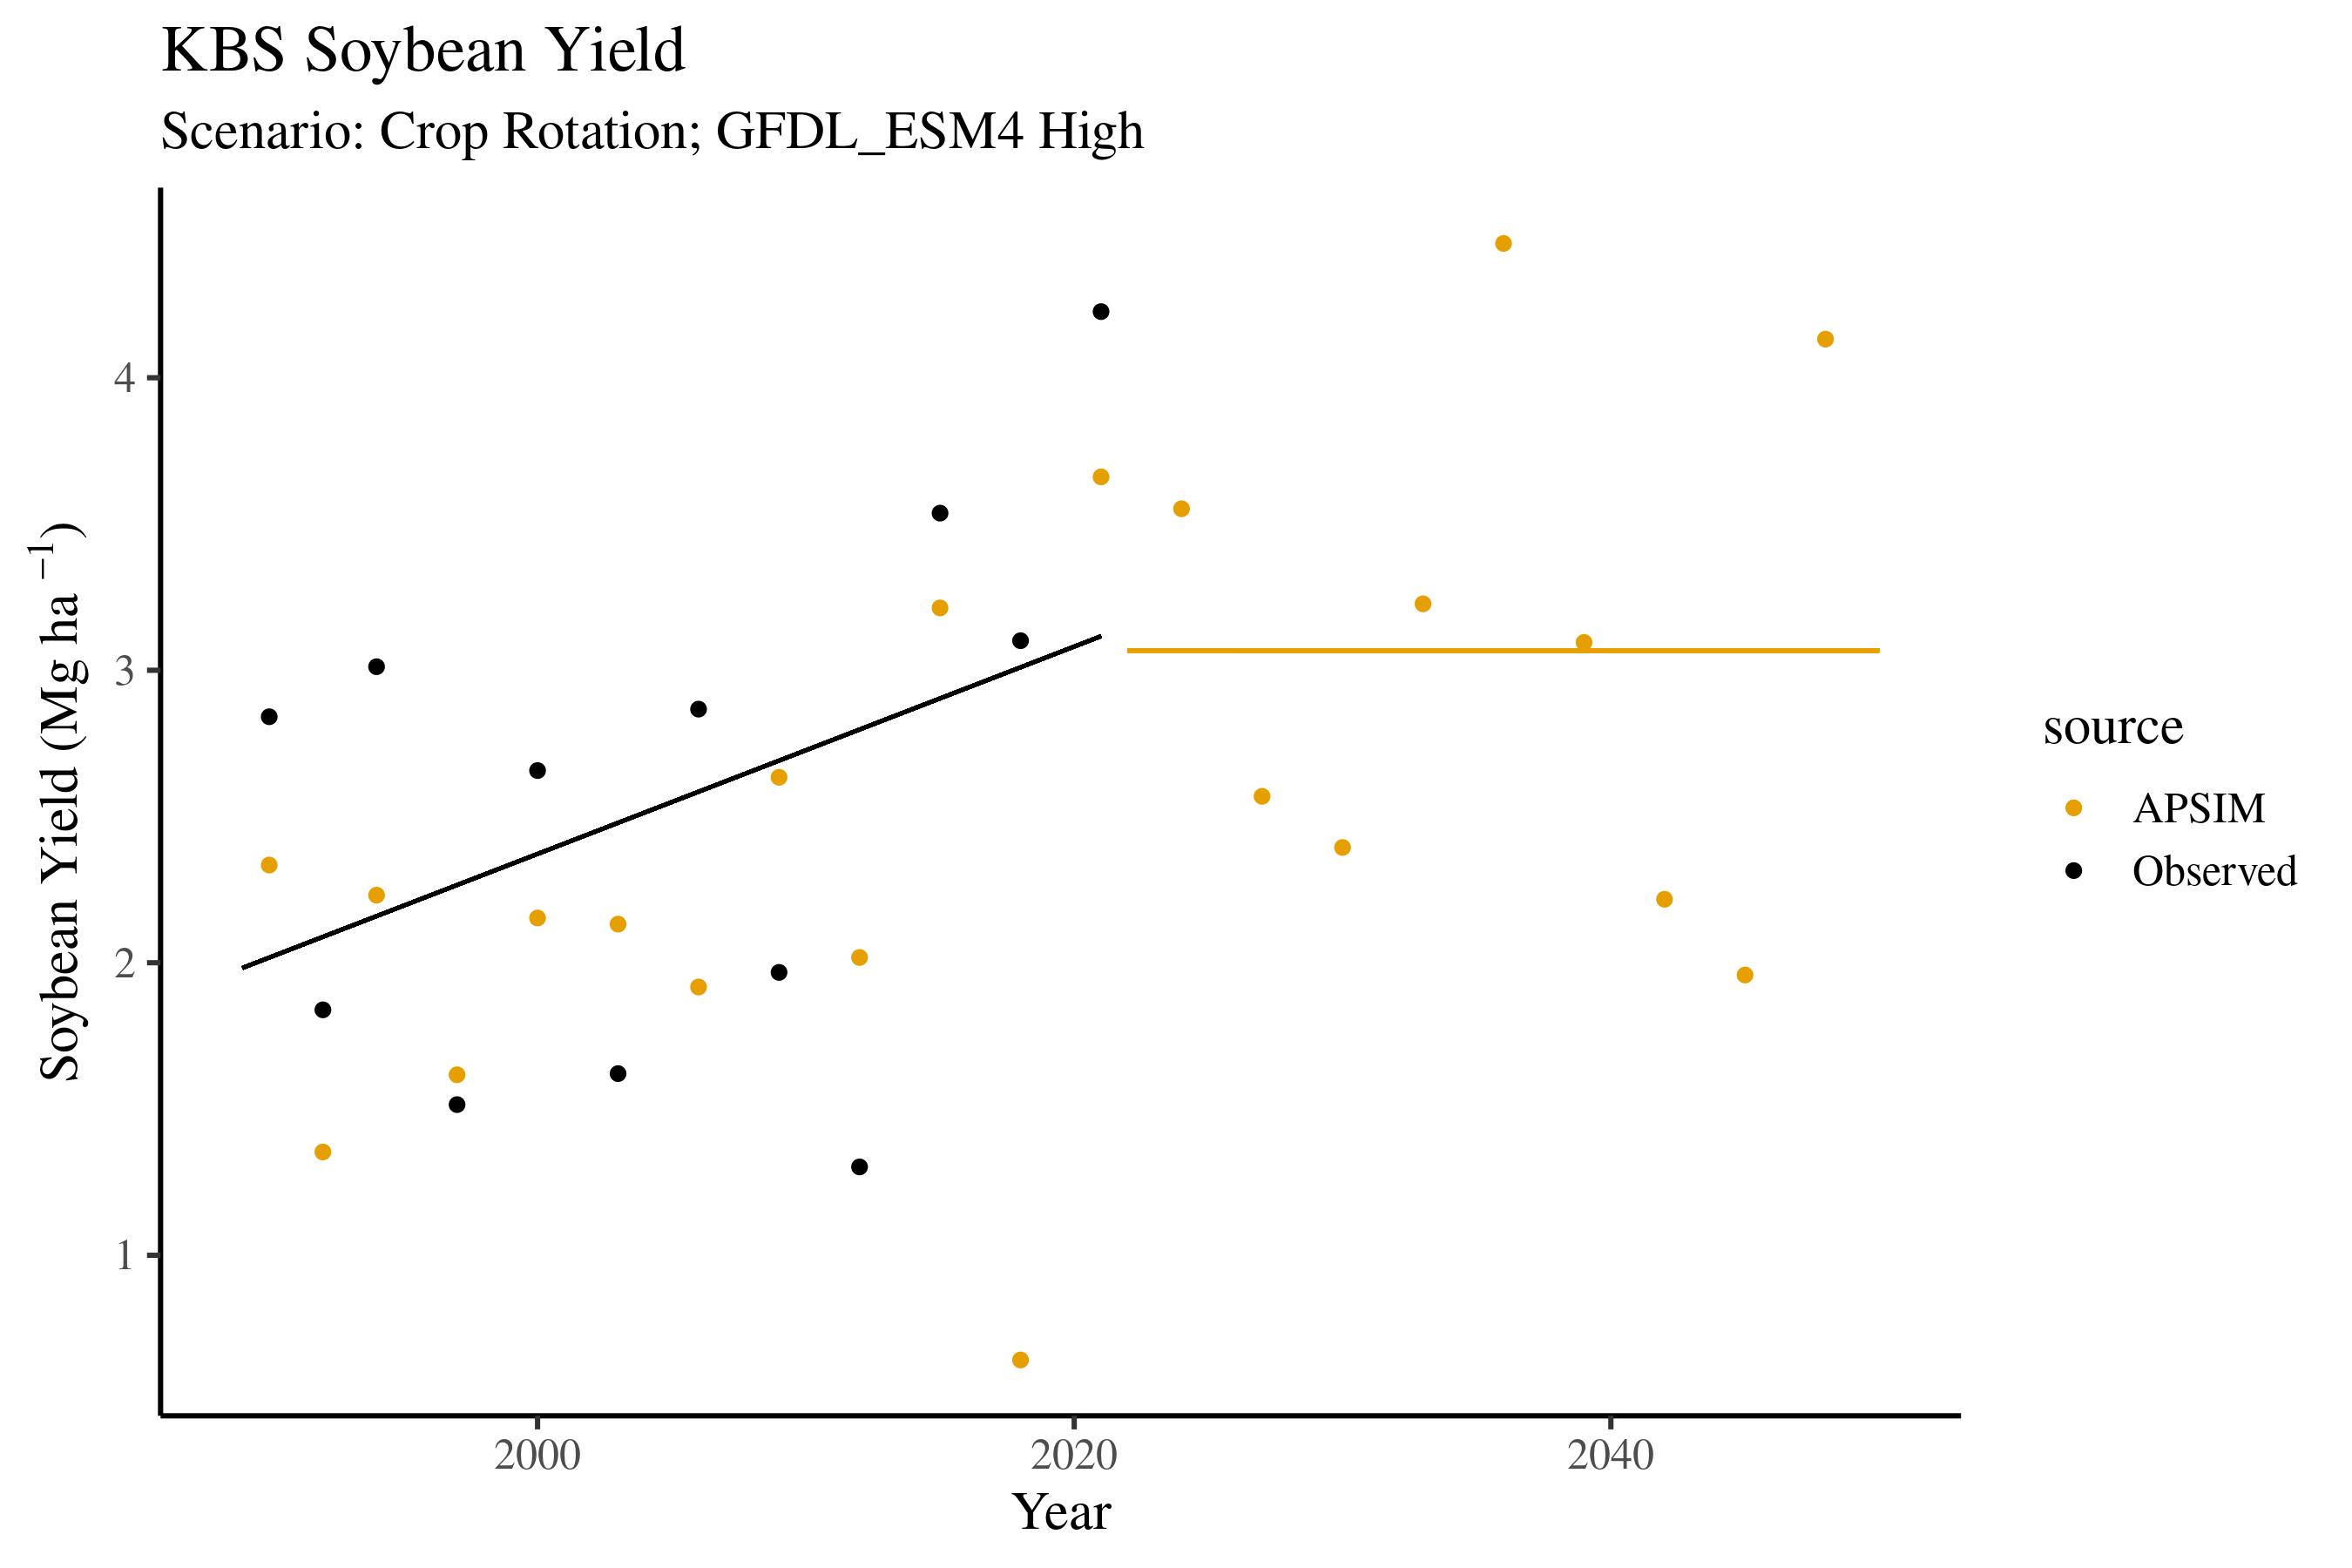 KBS Soybean Yield
Scenario: Crop Rotation; GFDL_ESM4 High
Soybean Yield (Mg ha −1)
4
3
2
1
2000 2020 2040
Year
source
APSIM
Observed